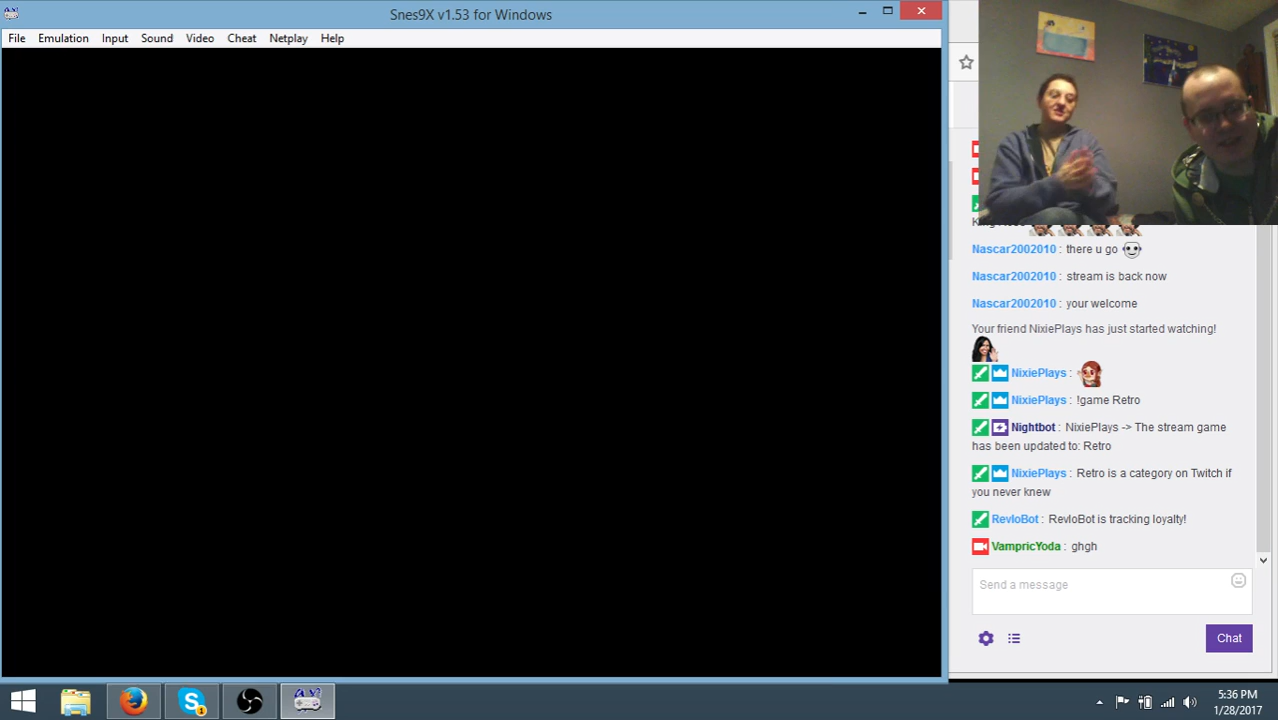 Snes9X v1.53 for Windows
File Emulation Input Sound Video Cheat Netplay Help
Nascar2002010 : there u go
Nascar2002010 : stream is back now
Nascar2002010 : your welcome
Your friend NixiePlays has just started watching!
NixiePlays :
NixiePlays : !game Retro
Nightbot : NixiePlays -> The stream game
has been updated to: Retro
NixiePlays : Retro is a category on Twitch if
you never knew
RevloBot : RevloBot is tracking loyalty!
VampricYoda : ghgh
Send a message
Chat
5:36 PM
1/28/2017